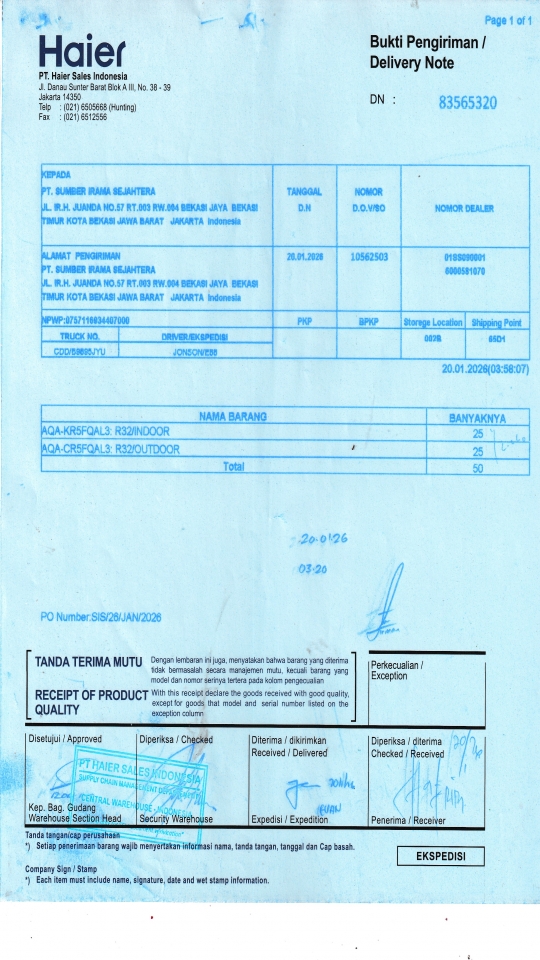 Page 1 of 1
Haier
Bukti Pengiriman /
Delivery Note
PT. Haier Sales Indonesia
Jl. Danau Sunter Barat Blok A III, No. 38 - 39
Jakarta 14350
Telp : (021) 6505668 (Hunting)
Fax : (021) 6512556
DN : 83565320
KEPADA
PT. SUMBER IRAMA SEJAHTERA
JL. IR.H. JUANDA NO.57 RT.003 RW.004 BEKASI JAYA BEKASI
TIMUR KOTA BEKASI JAWA BARAT JAKARTA Indonesia
TANGGAL
D.N
NOMOR
D.O.V/SO
NOMOR DEALER
ALAMAT PENGIRIMAN
PT. SUMBER IRAMA SEJAHTERA
JL. IR.H. JUANDA NO.57 RT.003 RW.004 BEKASI JAYA BEKASI
TIMUR KOTA BEKASI JAWA BARAT JAKARTA Indonesia
20.01.2026
10562503
PKP
BPKP
Storege Location
Shipping Point
TRUCK NO.
DRIVER/EKSPEDISI
002B
65D1
20.01.2026(03:58:07)
NAMA BARANG
BANYAKNYA
AQA-KR5FQAL3: R32/INDOOR
25
AQA-CR5FQAL3: R32/OUTDOOR
25
Total
50
20.01.26
03.20
PO Number:SIS/26/JAN/2026
TANDA TERIMA MUTU
Dengan lembaran ini juga, menyatakan bahwa barang yang diterima
tidak bermasalah secara manajemen mutu, kecuali barang yang
model dan nomor serinya tertera pada kolom pengecualian
RECEIPT OF PRODUCT
QUALITY
With this receipt declare the goods received with good quality,
except for goods that model and serial number listed on the
exception column
Perkecualian /
Exception
Disetujui / Approved
Diperiksa / Checked
Diterima / dikirimkan
Received / Delivered
Diperiksa / diterima
Checked / Received
PT HAIER SALES INDONESIA
SUPPLY CHAIN MANAGEMENT DEPARTMENT
CENTRAL WAREHOUSE - INDONESIA
Kep. Bag. Gudang
Warehouse Section Head
Security Warehouse
Expedisi / Expedition
Penerima / Receiver
Tanda tangan/cap perusahaan
*) Setiap penerimaan barang wajib menyertakan informasi nama, tanda tangan, tanggal dan Cap basah.
EKSPEDISI
Company Sign / Stamp
*) Each item must include name, signature, date and wet stamp information.